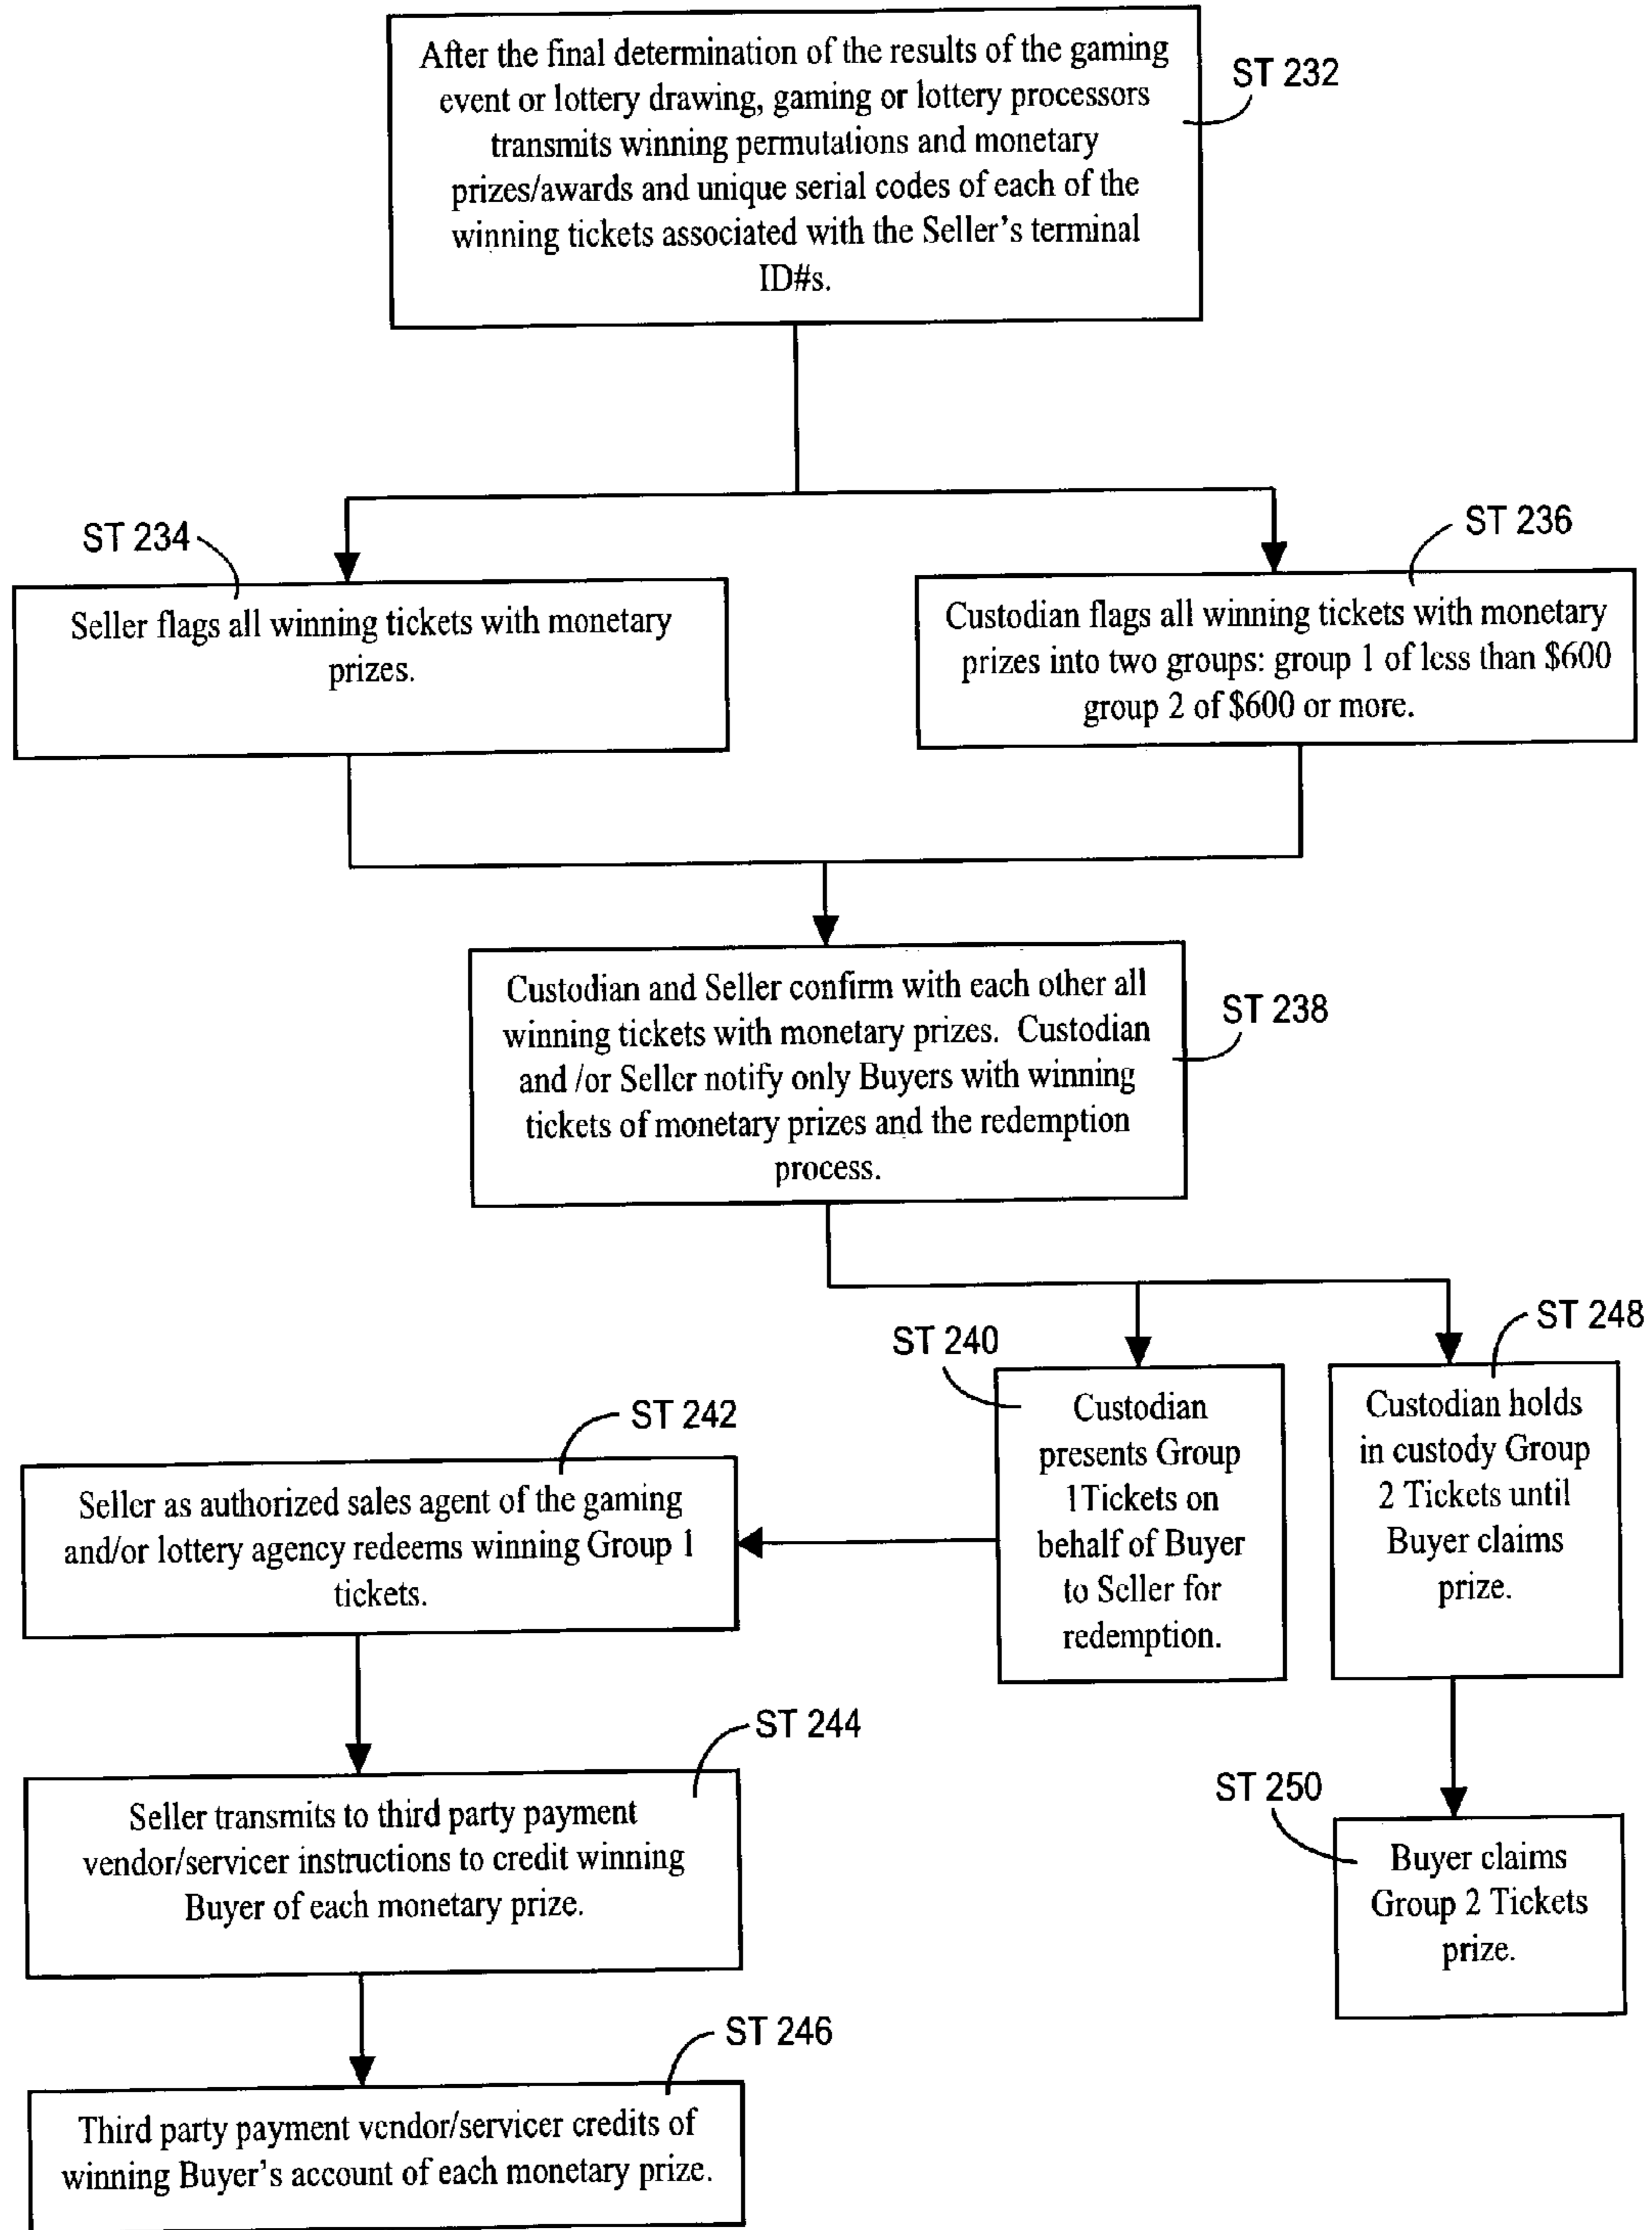 After the final determination of the results of the gaming
event or lottery drawing, gaming or lottery processors
transmits winning permutations and monetary
prizes/awards and unique serial codes of each of the
winning tickets associated with the Seller's terminal
ID#s.
ST 232
ST 234
Seller flags all winning tickets with monetary
prizes.
ST 236
Custodian flags all winning tickets with monetary
prizes into two groups: group 1 of less than $600
group 2 of $600 or more.
Custodian and Seller confirm with each other all
winning tickets with monetary prizes. Custodian
and /or Seller notify only Buyers with winning
tickets of monetary prizes and the redemption
process.
ST 238
ST 240
Custodian
presents Group
1Tickets on
behalf of Buyer
to Seller for
redemption.
ST 248
Custodian holds
in custody Group
2 Tickets until
Buyer claims
prize.
ST 242
Seller as authorized sales agent of the gaming
and/or lottery agency redeems winning Group 1
tickets.
ST 244
Seller transmits to third party payment
vendor/servicer instructions to credit winning
Buyer of each monetary prize.
ST 250
Buyer claims
Group 2 Tickets
prize.
ST 246
Third party payment vendor/servicer credits of
winning Buyer's account of each monetary prize.